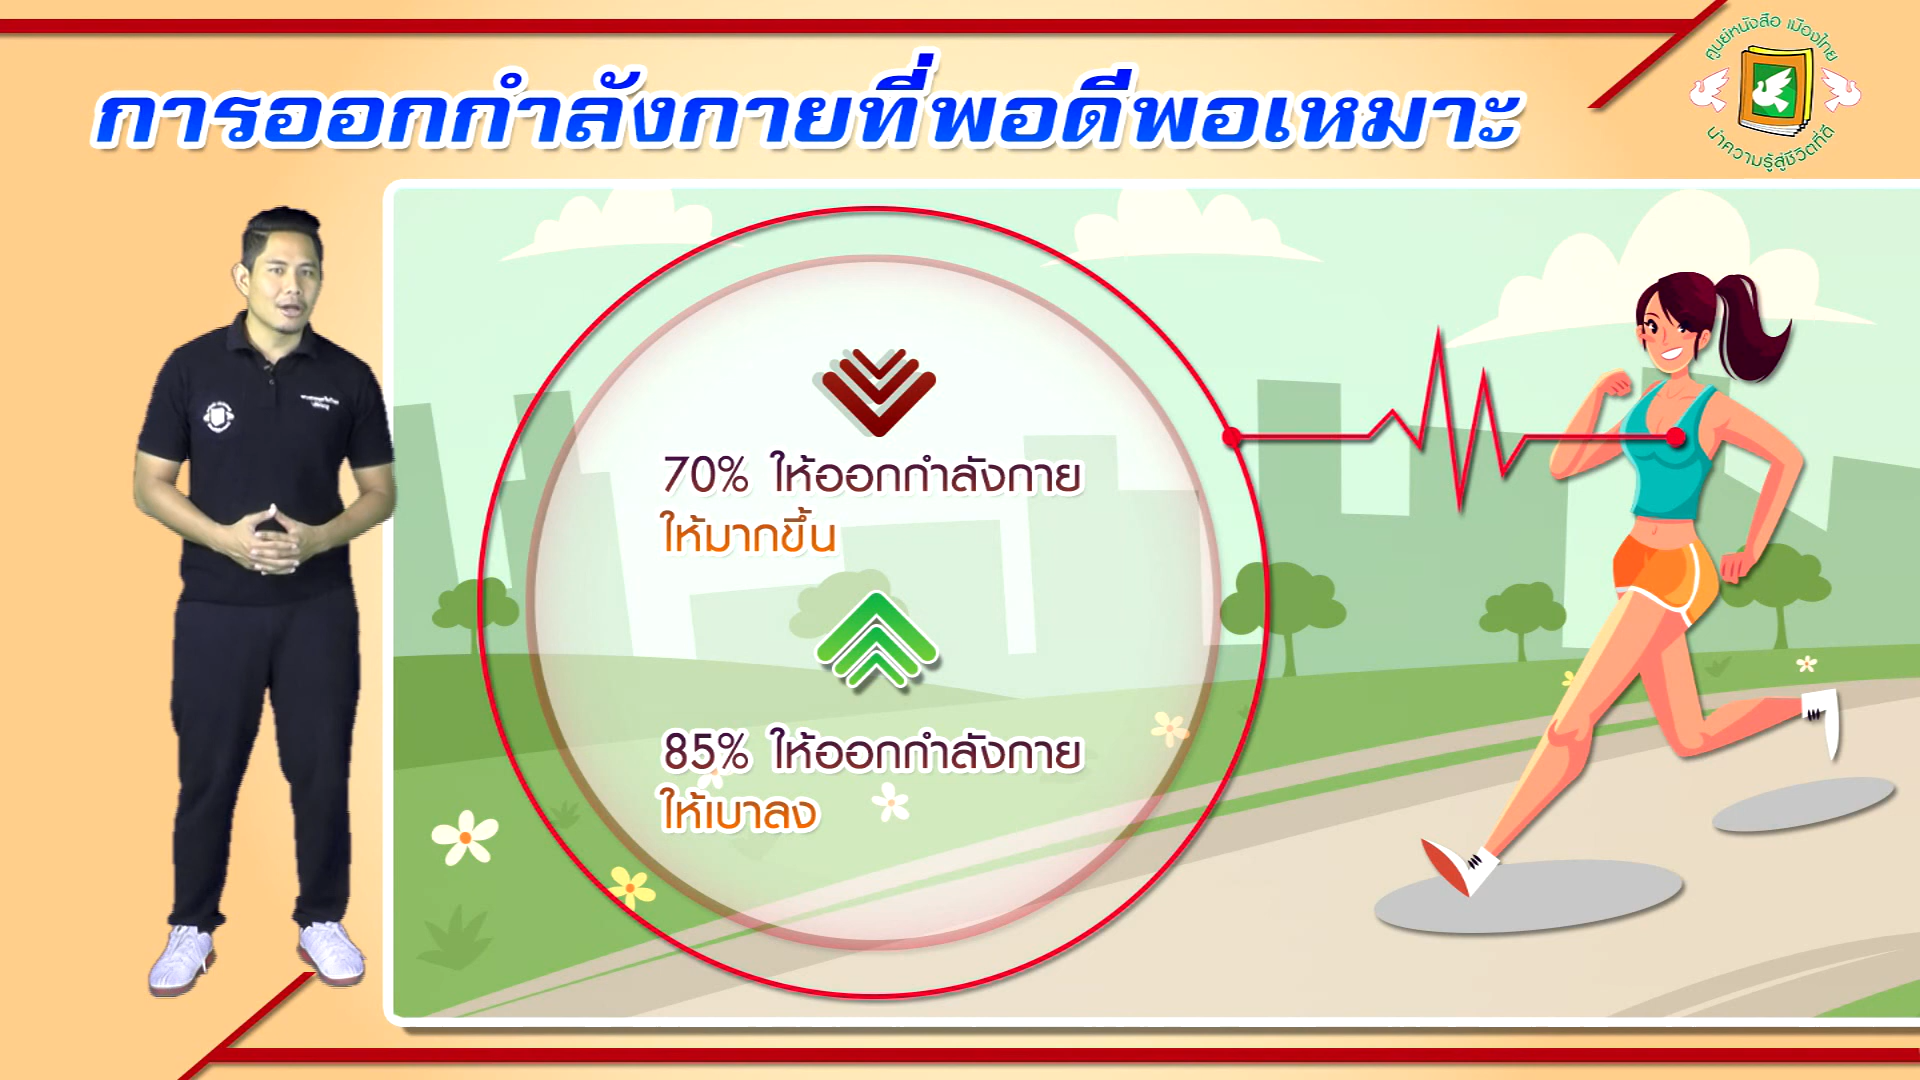 การออกกำลังกายที่พอดีพอเหมาะ
ศูนย์หนังสือ เมืองไทย
นำความรู้สู่ชีวิตที่ดี
70% ให้ออกกำลังกาย
ให้มากขึ้น
85% ให้ออกกำลังกาย
ให้เบาลง